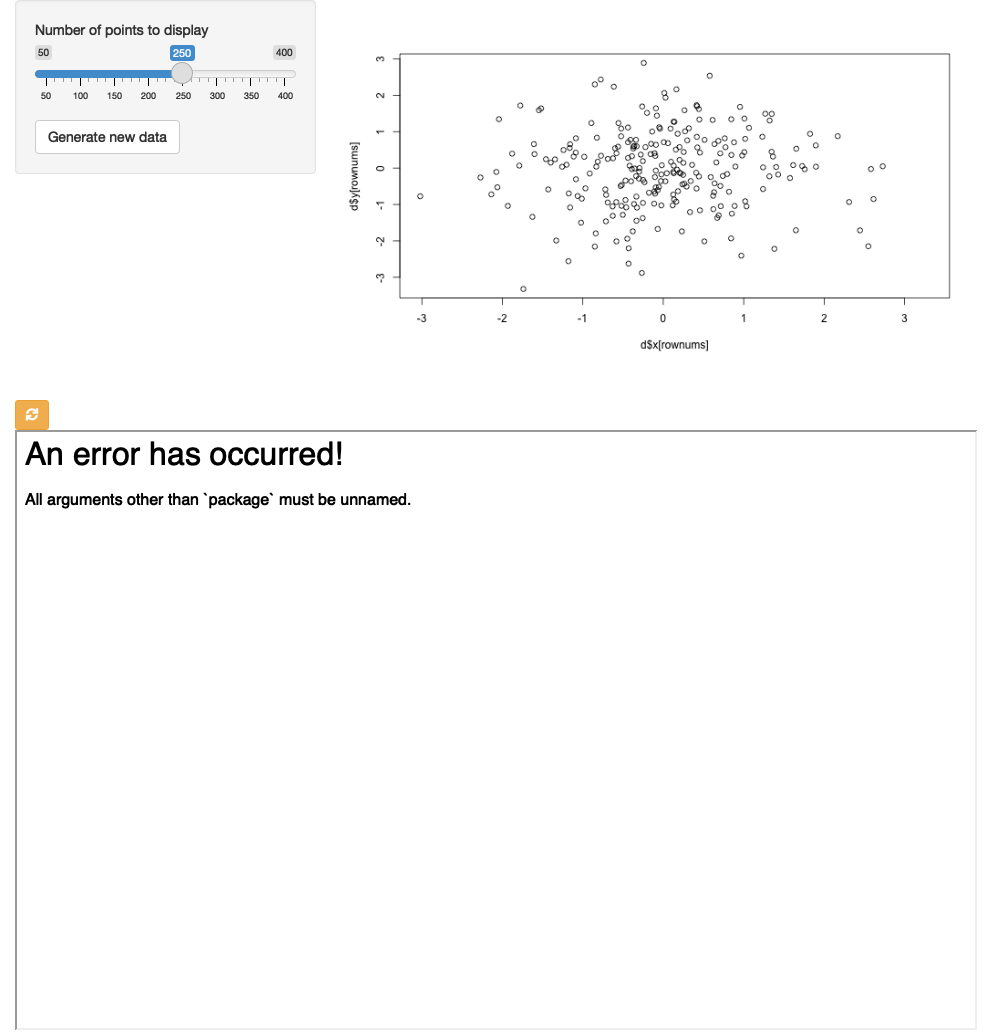 Number of points to display
50 250 400
50 100 150 200 250 300 350 400
Generate new data
d$y[rownums]
3
2
1
0
-1
-2
-3
-3 -2 -1 0 1 2 3
d$x[rownums]
An error has occurred!
All arguments other than `package` must be unnamed.